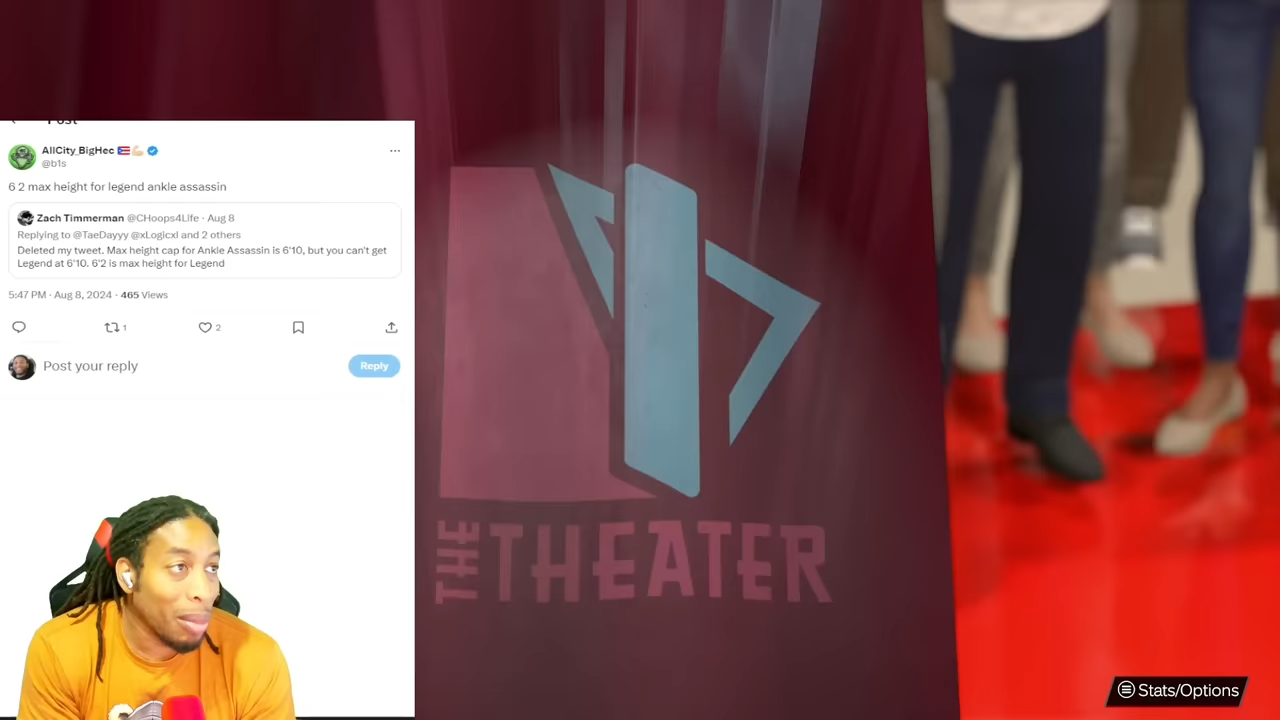 Post
AllCity_BigHec 🇵🇷💪🏼
@b1s
6 2 max height for legend ankle assassin
Zach Timmerman @CHoops4Life · Aug 8
Replying to @TaeDayyy @xLogicxl and 2 others
Deleted my tweet. Max height cap for Ankle Assassin is 6'10, but you can't get
Legend at 6'10. 6'2 is max height for Legend
5:47 PM · Aug 8, 2024 · 465 Views
1
2
Post your reply
Reply
THE THEATER
Stats/Options